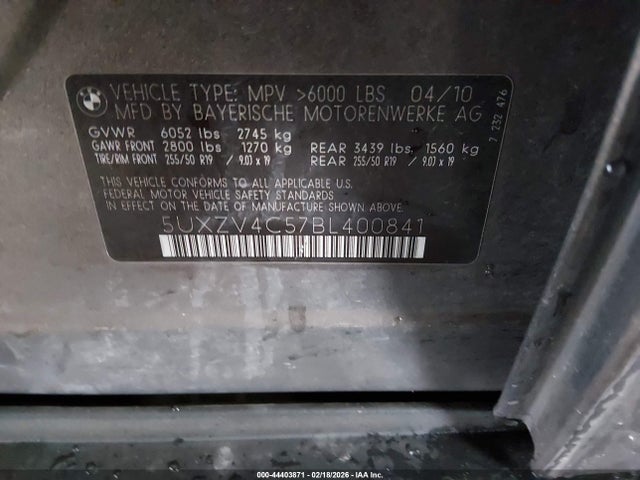 BMW
VEHICLE TYPE: MPV >6000 LBS 04/10
MFD BY BAYERISCHE MOTORENWERKE AG
GVWR 6052 lbs 2745 kg
GAWR FRONT 2800 lbs 1270 kg REAR 3439 lbs 1560 kg
TIRE/RIM FRONT 255/50 R19 / 9.0J x 19 REAR 255/50 R19 / 9.0J x 19
THIS VEHICLE CONFORMS TO ALL APPLICABLE U.S.
FEDERAL MOTOR VEHICLE SAFETY STANDARDS IN EFFECT ON THE DATE
OF MANUFACTURE SHOWN ABOVE.
5UXZV4C57BL400841
7 232 476
000-44403871 - 02/18/2026 - IAA Inc.